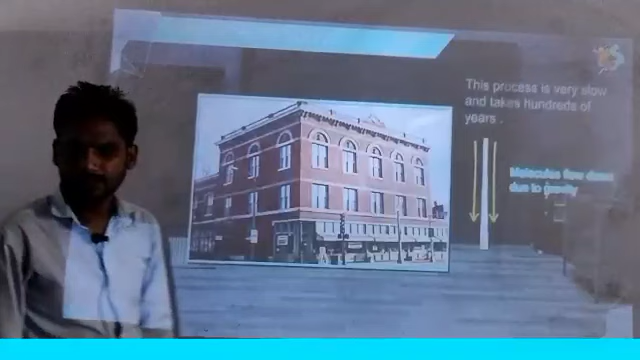 This process is very slow
and takes hundreds of
years .
Molecules flow down
due to gravity